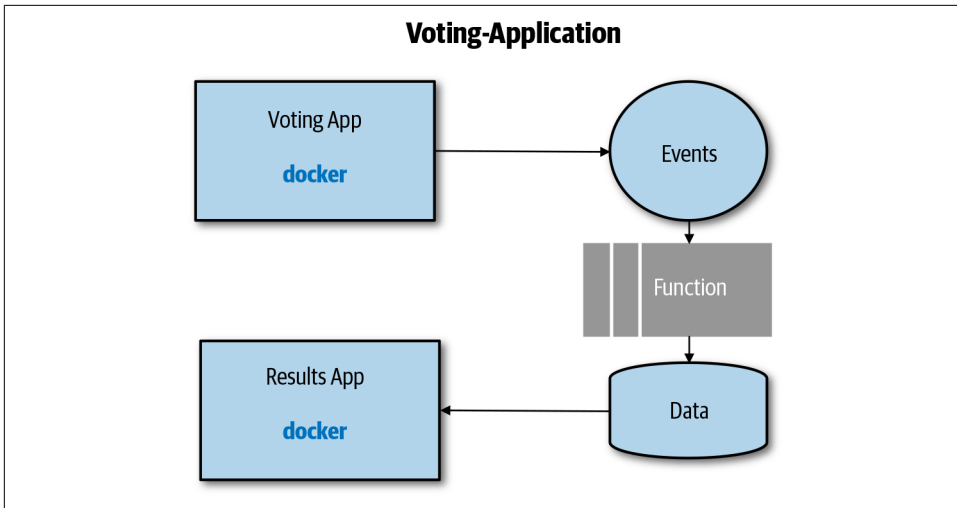 Voting-Application
Voting App
docker
Events
Function
Results App
docker
Data